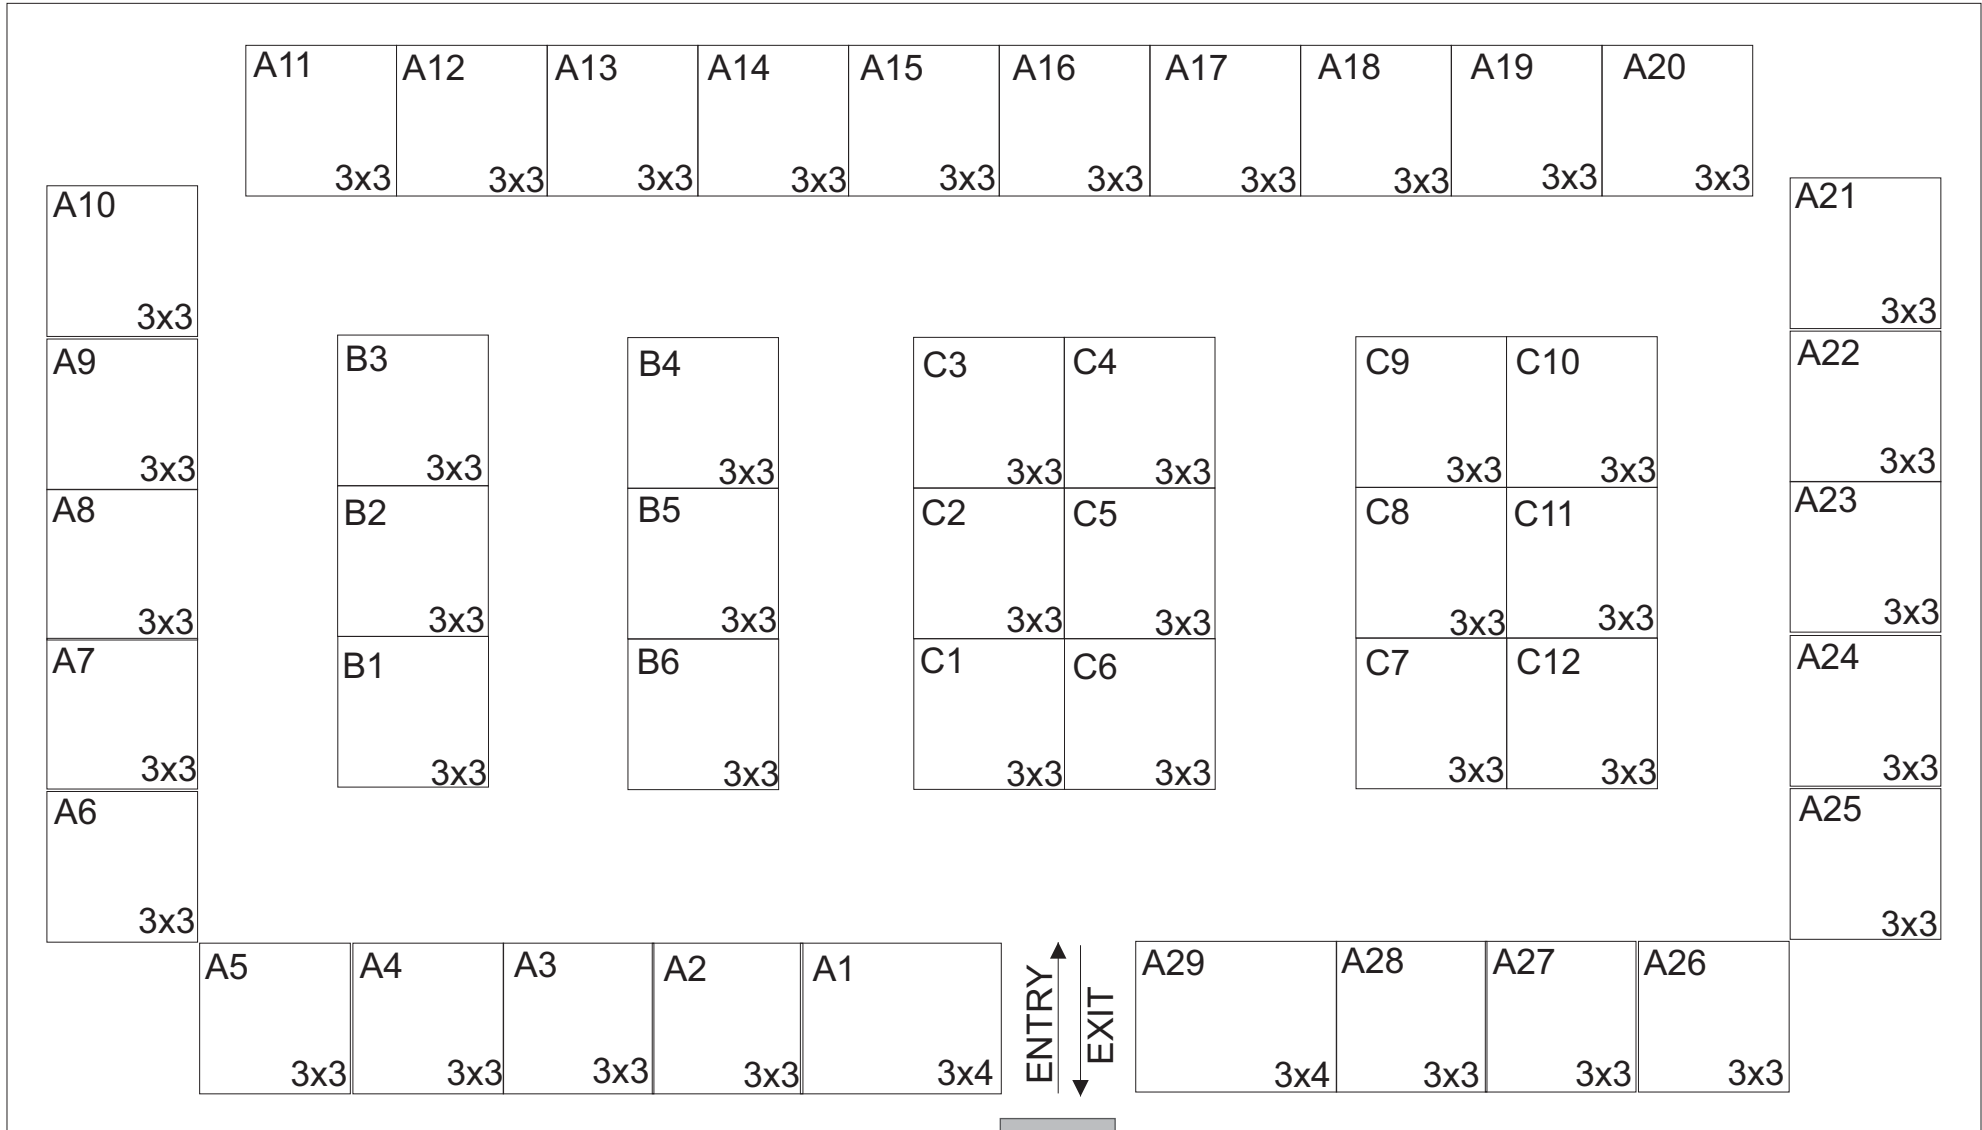 A11 A12 A13 A14 A15 A16 A17 A18 A19 A20
3x3 3x3 3x3 3x3 3x3 3x3 3x3 3x3 3x3 3x3
A10
3x3
A9
3x3
A8
3x3
A7
3x3
A6
3x3
B3
3x3
B2
3x3
B1
3x3
B4
3x3
B5
3x3
B6
3x3
C3 C4
3x3 3x3
C2 C5
3x3 3x3
C1 C6
3x3 3x3
C9 C10
3x3 3x3
C8 C11
3x3 3x3
C7 C12
3x3 3x3
A21
3x3
A22
3x3
A23
3x3
A24
3x3
A25
3x3
A5 A4 A3 A2 A1
3x3 3x3 3x3 3x3 3x4
ENTRY
EXIT
A29 A28 A27 A26
3x4 3x3 3x3 3x3